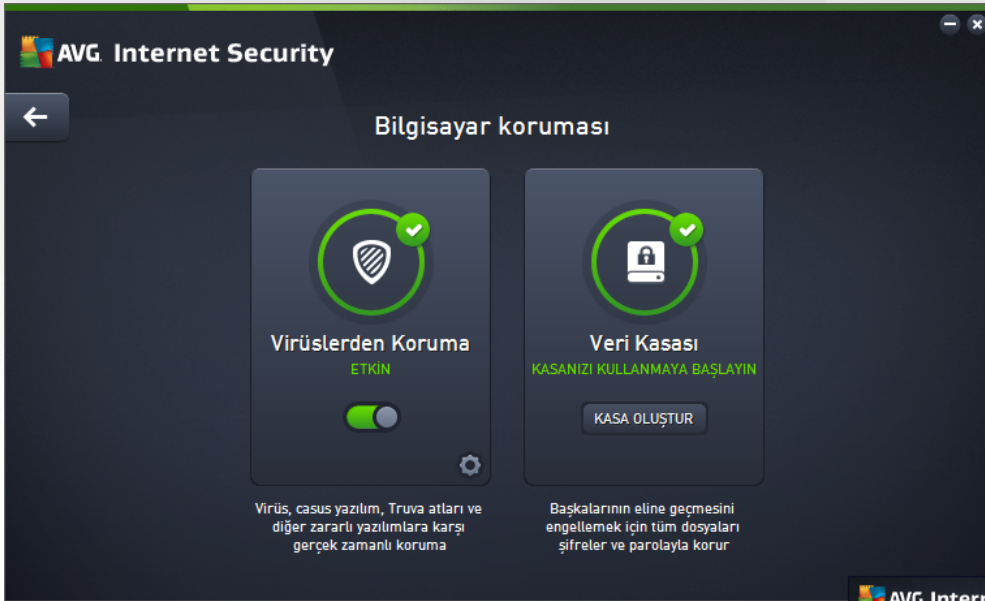 AVG Internet Security
Bilgisayar koruması
Virüslerden Koruma
ETKİN
Virüs, casus yazılım, Truva atları ve
diğer zararlı yazılımlara karşı
gerçek zamanlı koruma
Veri Kasası
KASANIZI KULLANMAYA BAŞLAYIN
KASA OLUŞTUR
Başkalarının eline geçmesini
engellemek için tüm dosyaları
şifreler ve parolayla korur
AVG Intern